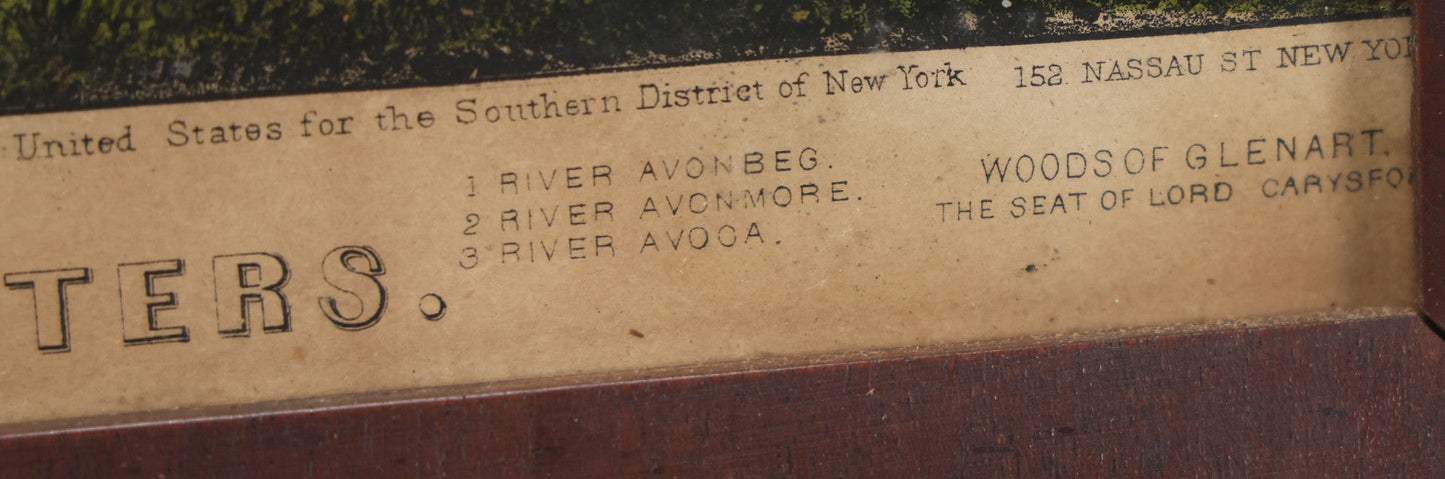 United States for the Southern District of New York 152 NASSAU ST NEW YO
TERS.
1 RIVER AVONBEG.
2 RIVER AVONMORE.
3 RIVER AVOCA.
WOODS OF GLENART.
THE SEAT OF LORD CARYSFO